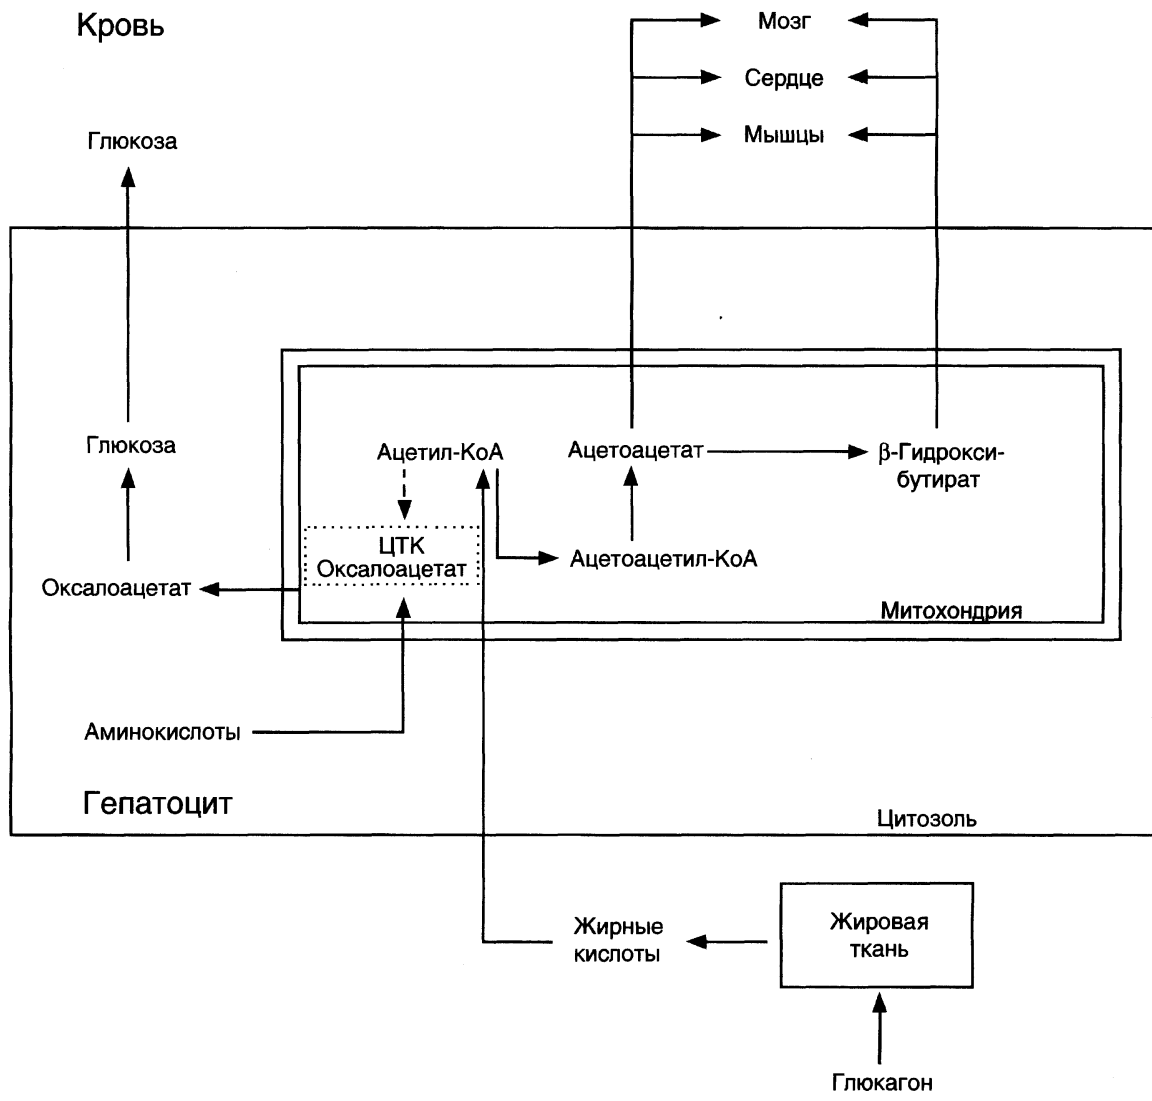 Кровь
Мозг
Сердце
Мышцы
Глюкоза
Глюкоза
Ацетил-КоА
Ацетоацетат
β-Гидрокси-
бутират
ЦТК
Оксалоацетат
Ацетоацетил-КоА
Оксалоацетат
Митохондрия
Аминокислоты
Гепатоцит
Цитозоль
Жирные
кислоты
Жировая
ткань
Глюкагон